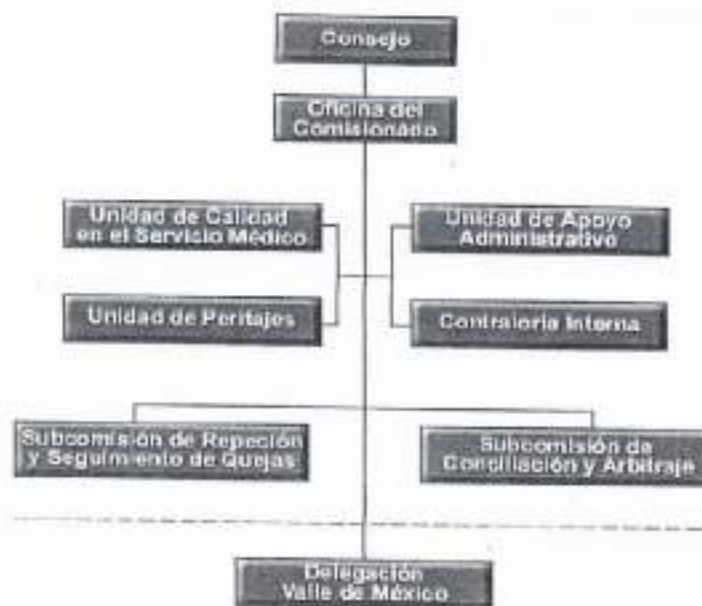 Consejo
Oficina del
Comisionado
Unidad de Calidad
en el Servicio Médico
Unidad de Apoyo
Administrativo
Unidad de Peritajes
Contraloría Interna
Subcomisión de Repeción
y Seguimiento de Quejas
Subcomisión de
Conciliación y Arbitraje
Delegación
Valle de México